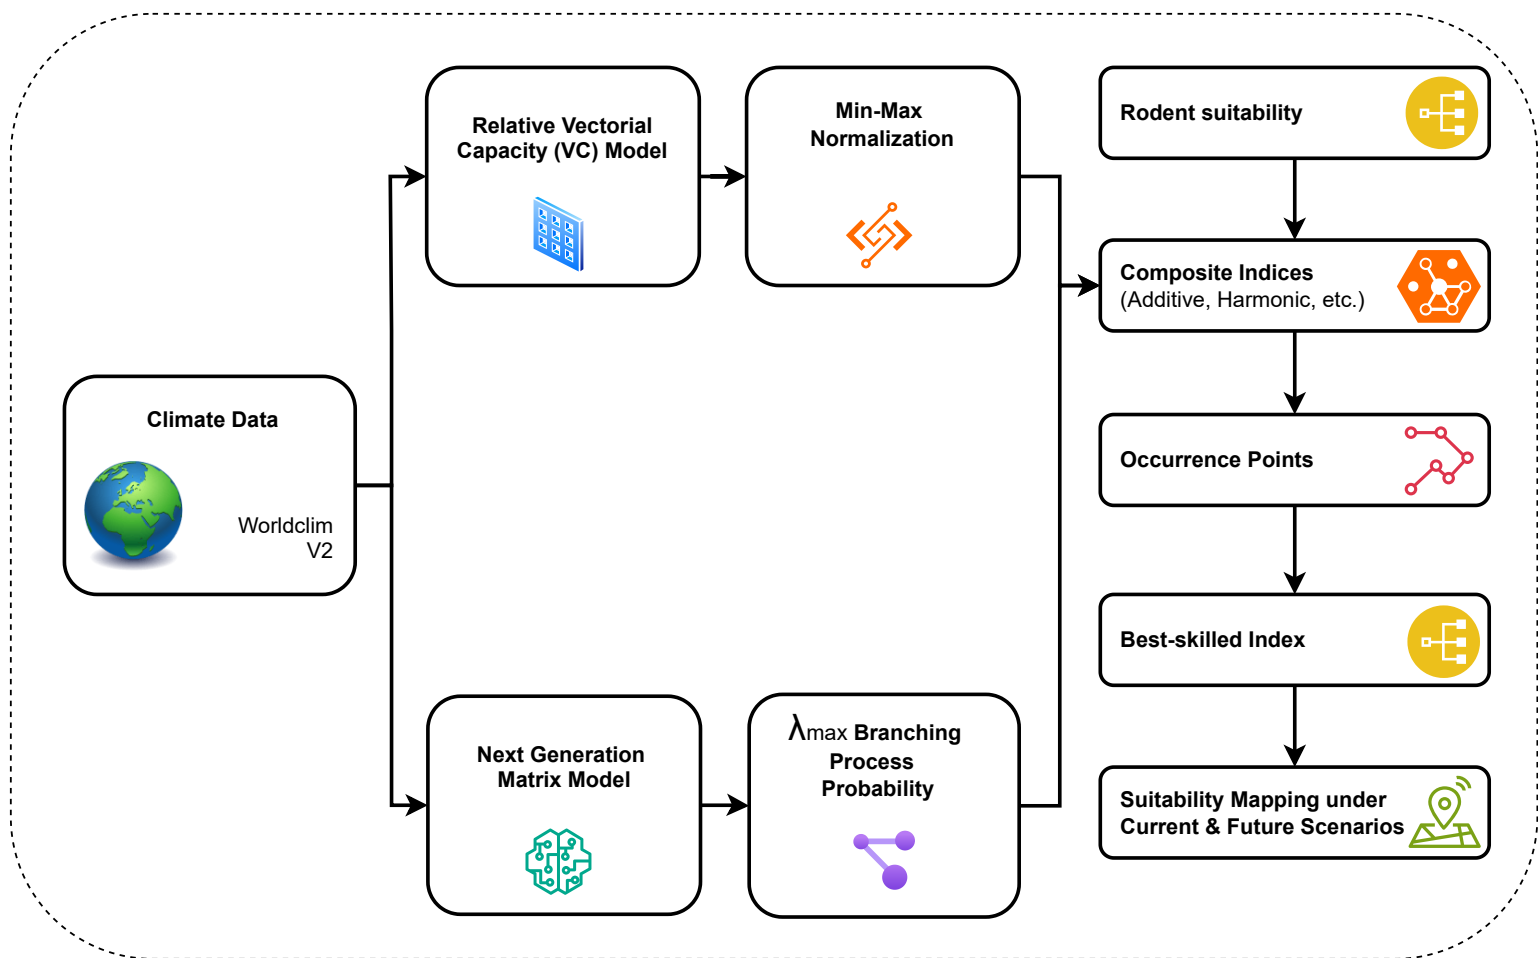 Climate Data
Worldclim
V2
Relative Vectorial
Capacity (VC) Model
Min-Max
Normalization
Next Generation
Matrix Model
λmax Branching
Process
Probability
Rodent suitability
Composite Indices
(Additive, Harmonic, etc.)
Occurrence Points
Best-skilled Index
Suitability Mapping under
Current & Future Scenarios